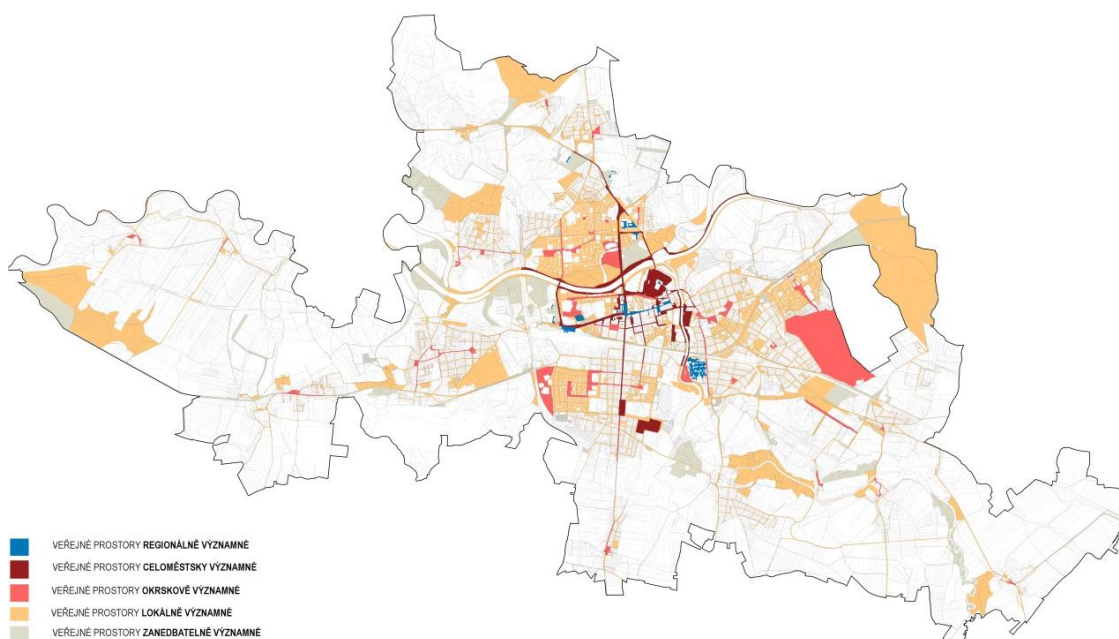 VEŘEJNÉ PROSTORY REGIONÁLNĚ VÝZNAMNÉ
VEŘEJNÉ PROSTORY CELOMĚSTSKY VÝZNAMNÉ
VEŘEJNÉ PROSTORY OKRSKOVĚ VÝZNAMNÉ
VEŘEJNÉ PROSTORY LOKÁLNĚ VÝZNAMNÉ
VEŘEJNÉ PROSTORY ZANEDBATELNĚ VÝZNAMNÉ